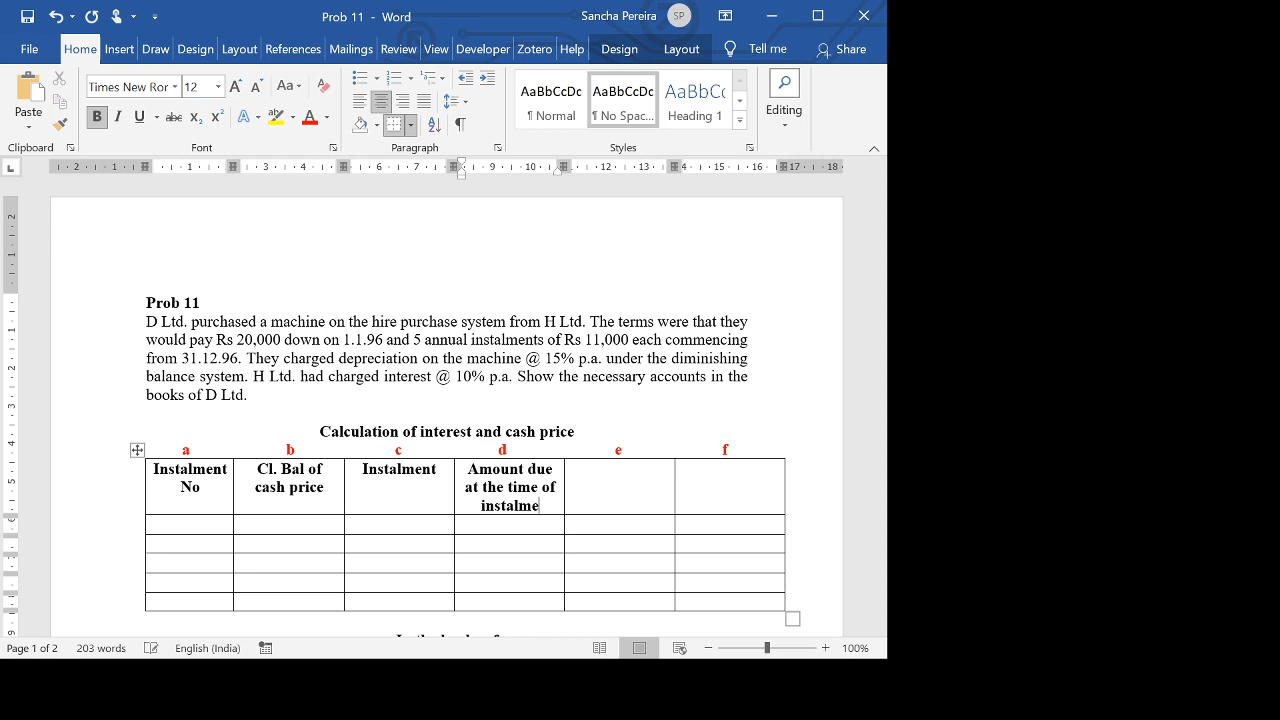 Prob 11 - Word
Sancha Pereira
SP
File Home Insert Draw Design Layout References Mailings Review View Developer Zotero Help Design Layout Tell me Share
Paste
Clipboard
Times New Ror 12
Font
Paragraph
AaBbCcDc AaBbCcDc AaBbCc
¶ Normal ¶ No Spac... Heading 1
Styles
Editing
Prob 11
D Ltd. purchased a machine on the hire purchase system from H Ltd. The terms were that they
would pay Rs 20,000 down on 1.1.96 and 5 annual instalments of Rs 11,000 each commencing
from 31.12.96. They charged depreciation on the machine @ 15% p.a. under the diminishing
balance system. H Ltd. had charged interest @ 10% p.a. Show the necessary accounts in the
books of D Ltd.
Calculation of interest and cash price
a b c d e f
Instalment No
Cl. Bal of cash price
Instalment
Amount due at the time of instalme
Page 1 of 2 203 words English (India) 100%